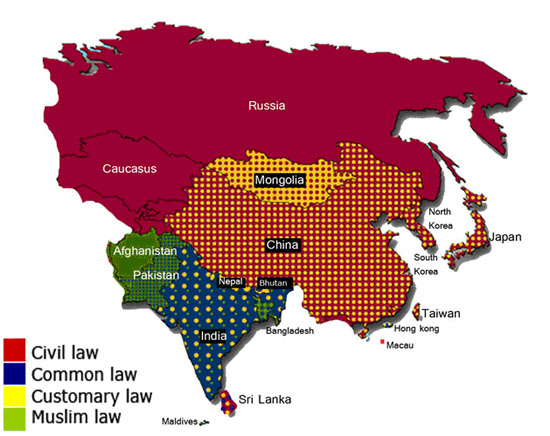 Russia
Caucasus
Mongolia
North
Korea
China
Japan
Afghanistan
South
Korea
Pakistan
Nepal
Bhutan
Taiwan
Hong kong
Bangladesh
India
Macau
Civil law
Common law
Customary law
Muslim law
Sri Lanka
Maldives